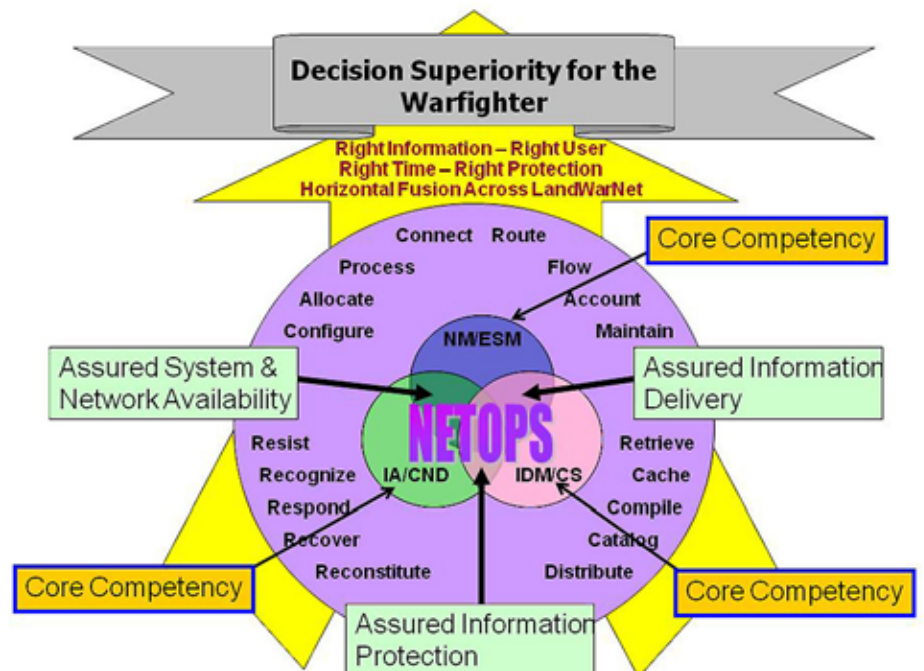 Decision Superiority for the
Warfighter
Right Information – Right User
Right Time – Right Protection
Horizontal Fusion Across LandWarNet
Connect Route
Core Competency
Process
Flow
Allocate
Account
Configure
Maintain
NM/ESM
Assured System &
Network Availability
Assured Information
Delivery
NETOPS
Resist
Recognize
Respond
Recover
Reconstitute
IA/CND
IDM/CS
Retrieve
Cache
Compile
Catalog
Distribute
Core Competency
Core Competency
Assured Information
Protection